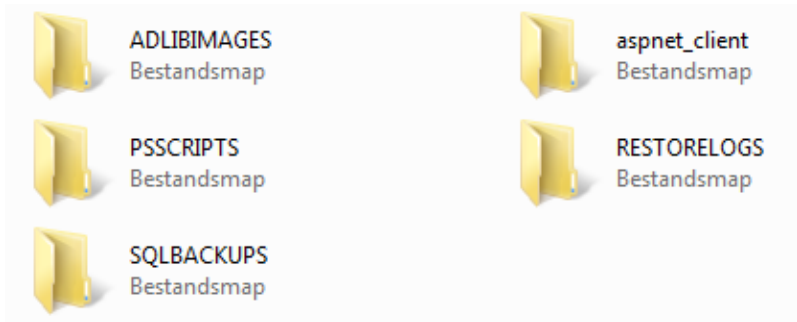 ADLIBIMAGES
Bestandsmap
aspnet_client
Bestandsmap
PSSCRIPTS
Bestandsmap
RESTORELOGS
Bestandsmap
SQLBACKUPS
Bestandsmap